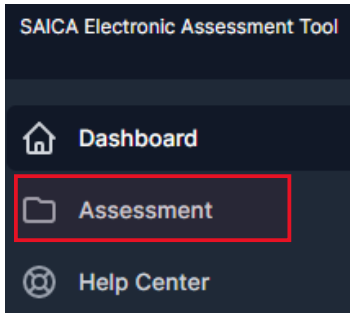 SAICA Electronic Assessment Tool
Dashboard
Assessment
Help Center